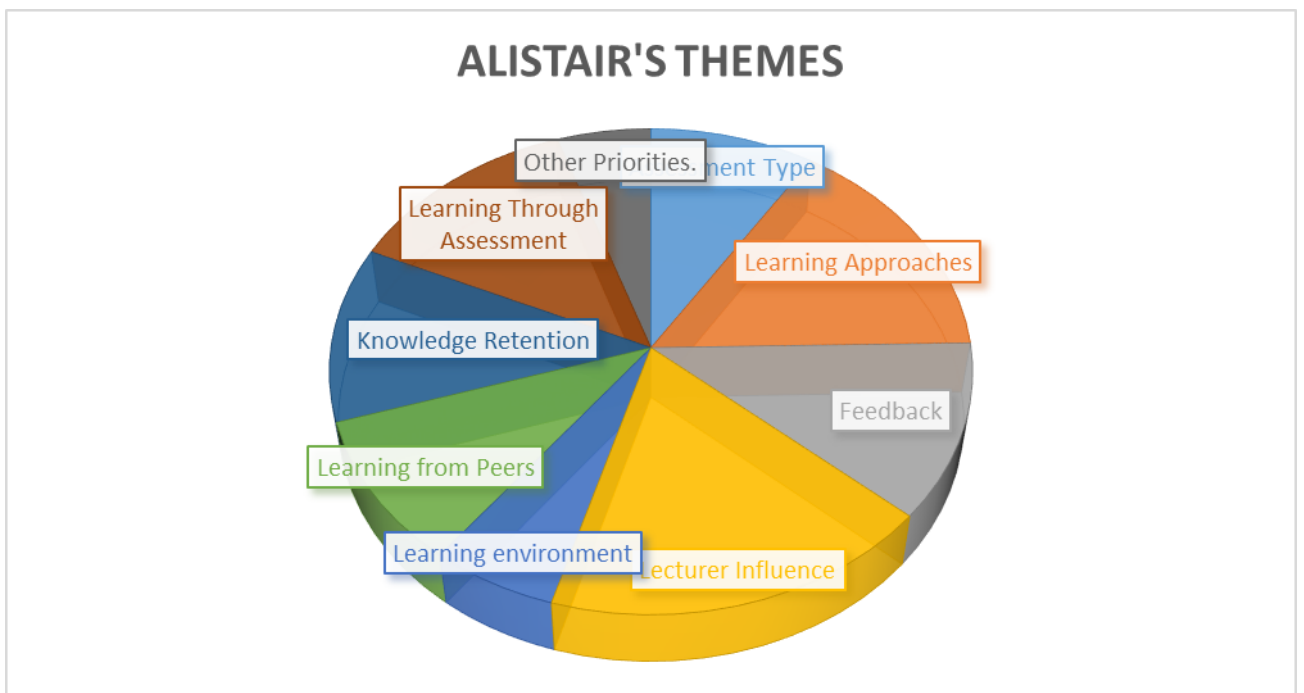 ALISTAIR'S THEMES
Other Priorities.
Type
Learning Through
Assessment
Learning Approaches
Knowledge Retention
Feedback
Learning from Peers
Learning environment
Lecturer Influence